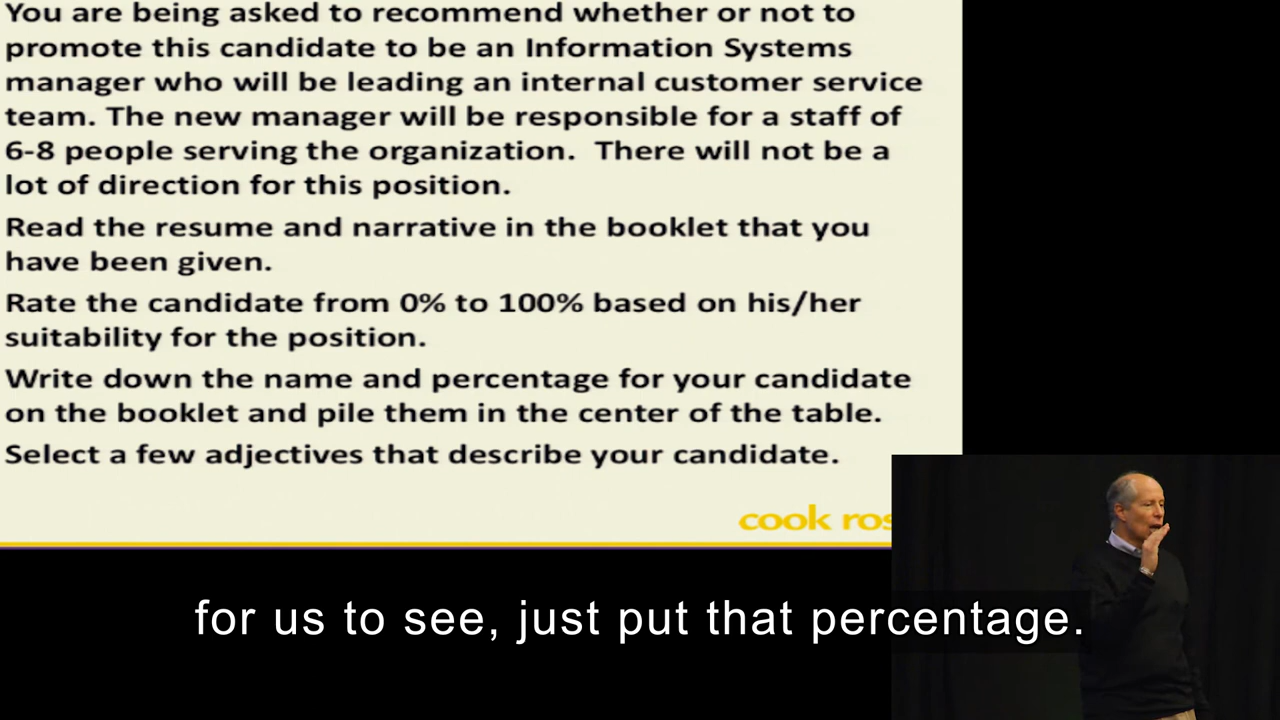 You are being asked to recommend whether or not to
promote this candidate to be an Information Systems
manager who will be leading an internal customer service
team. The new manager will be responsible for a staff of
6-8 people serving the organization.  There will not be a
lot of direction for this position.
Read the resume and narrative in the booklet that you
have been given.
Rate the candidate from 0% to 100% based on his/her
suitability for the position.
Write down the name and percentage for your candidate
on the booklet and pile them in the center of the table.
Select a few adjectives that describe your candidate.
cook ros
for us to see, just put that percentage.